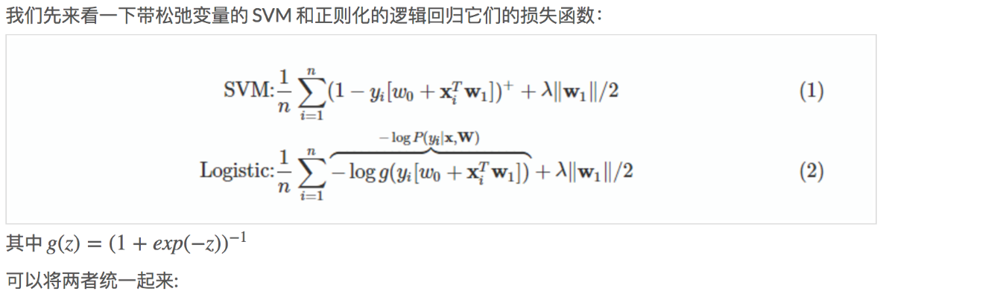 我们先来看一下带松弛变量的 SVM 和正则化的逻辑回归它们的损失函数：
SVM: \frac{1}{n} \sum_{i=1}^{n} (1 - y_i[w_0 + \mathbf{x}_i^T \mathbf{w}_1])^+ + \lambda \|\mathbf{w}_1\|/2 (1)
Logistic: \frac{1}{n} \sum_{i=1}^{n} \overbrace{-\log g(y_i[w_0 + \mathbf{x}_i^T \mathbf{w}_1])}^{-\log P(y_i|\mathbf{x},\mathbf{W})} + \lambda \|\mathbf{w}_1\|/2 (2)
其中 g(z) = (1 + exp(−z))^{−1}
可以将两者统一起来: